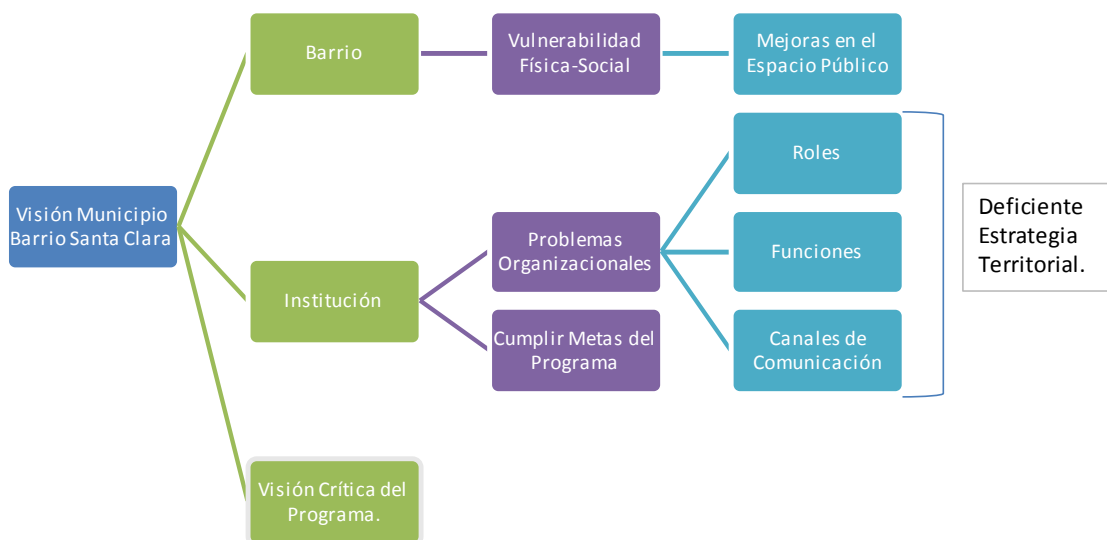 Visión Municipio
Barrio Santa Clara
Barrio
Vulnerabilidad
Física-Social
Mejoras en el
Espacio Público
Institución
Problemas
Organizacionales
Roles
Funciones
Canales de
Comunicación
Cumplir Metas del
Programa
Deficiente
Estrategia
Territorial.
Visión Crítica del
Programa.